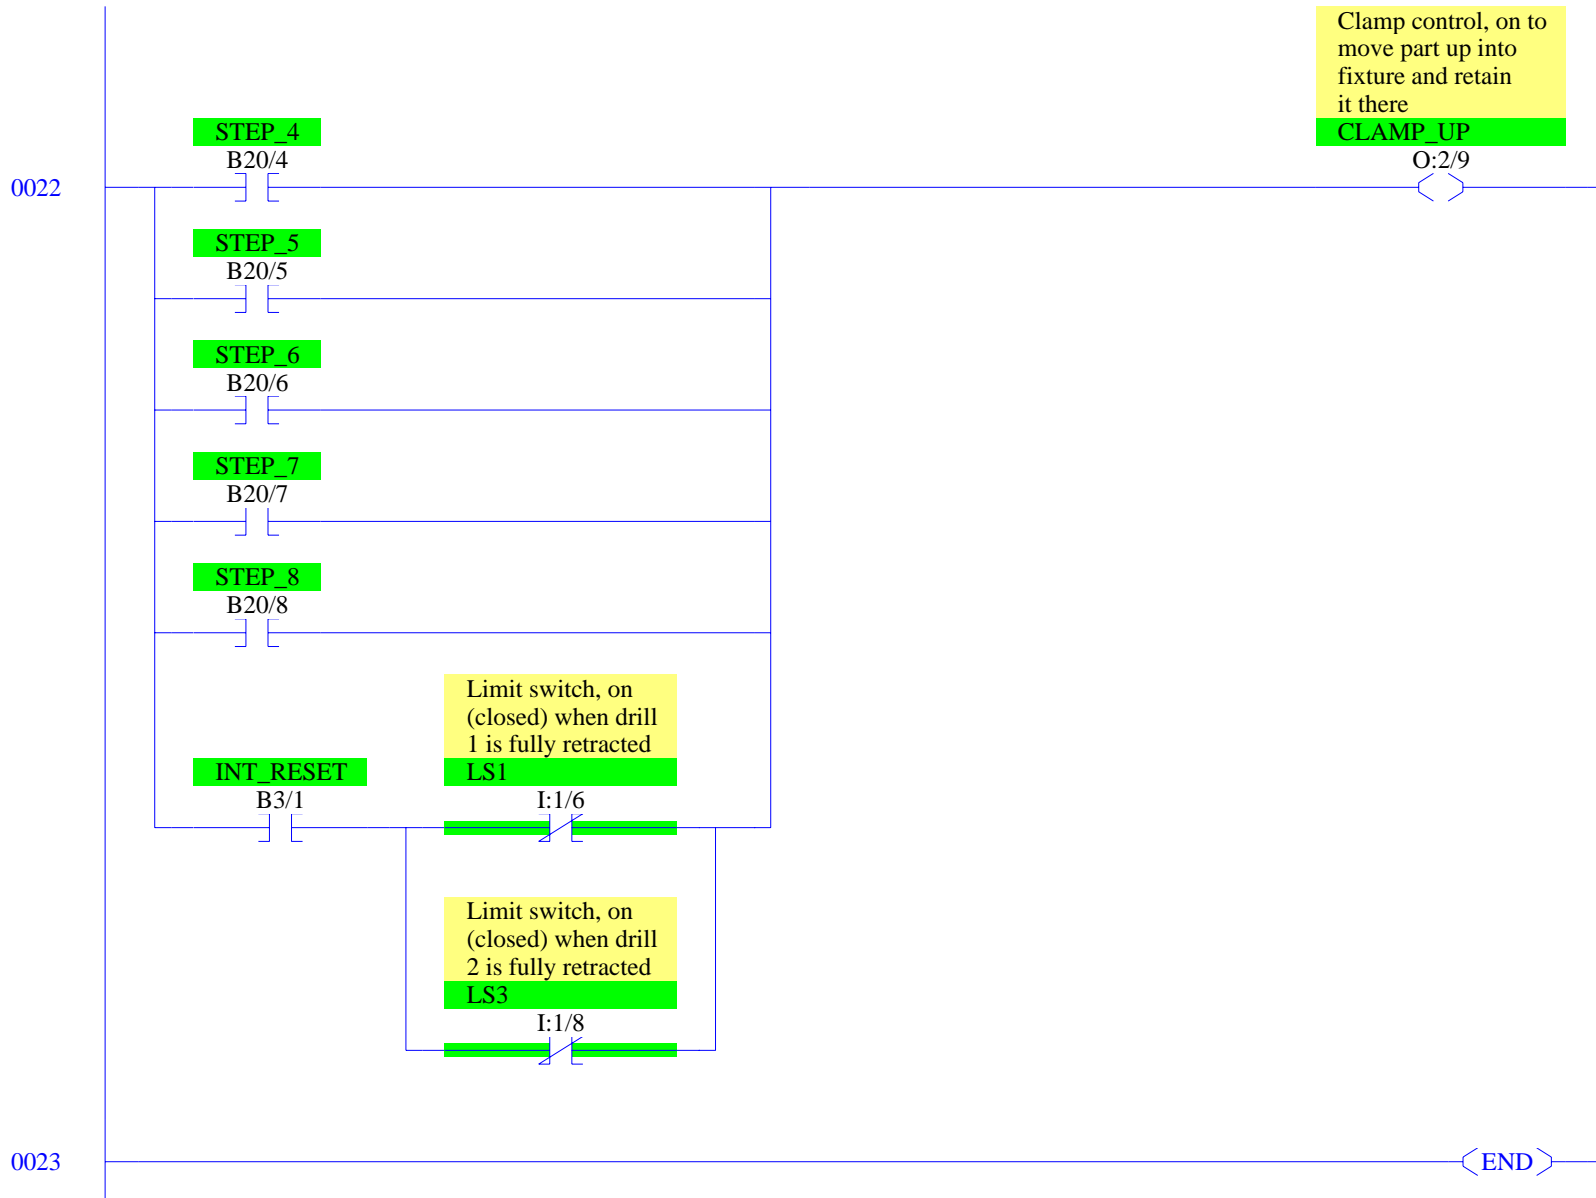 Clamp control, on to
move part up into
fixture and retain
it there
STEP_4
CLAMP_UP
B20/4
O:2/9
0022
STEP_5
B20/5
STEP_6
B20/6
STEP_7
B20/7
STEP_8
B20/8
Limit switch, on
(closed) when drill
1 is fully retracted
INT_RESET
LS1
B3/1
I:1/6
Limit switch, on
(closed) when drill
2 is fully retracted
LS3
I:1/8
0023
END